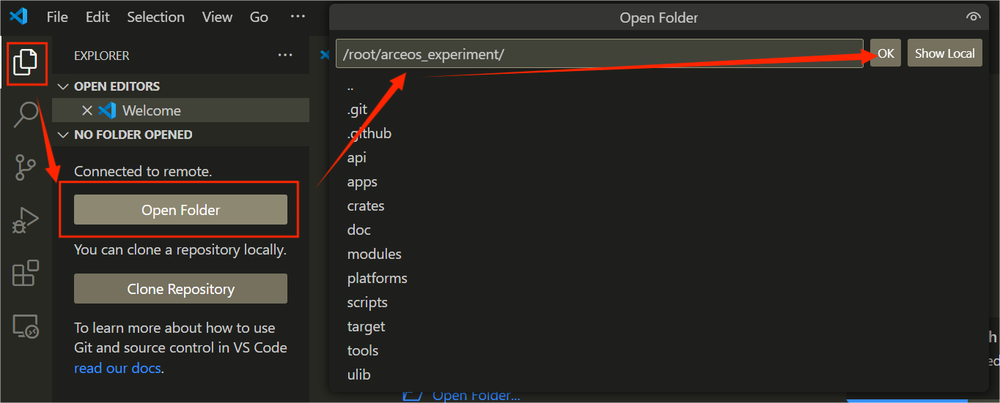 File Edit Selection View Go ···
EXPLORER ···
OPEN EDITORS
Welcome
NO FOLDER OPENED
Connected to remote.
Open Folder
You can clone a repository locally.
Clone Repository
To learn more about how to use
Git and source control in VS Code
read our docs.
Open Folder
/root/arceos_experiment/ OK Show Local
..
.git
.github
api
apps
crates
doc
modules
platforms
scripts
target
tools
ulib
Open Folder...